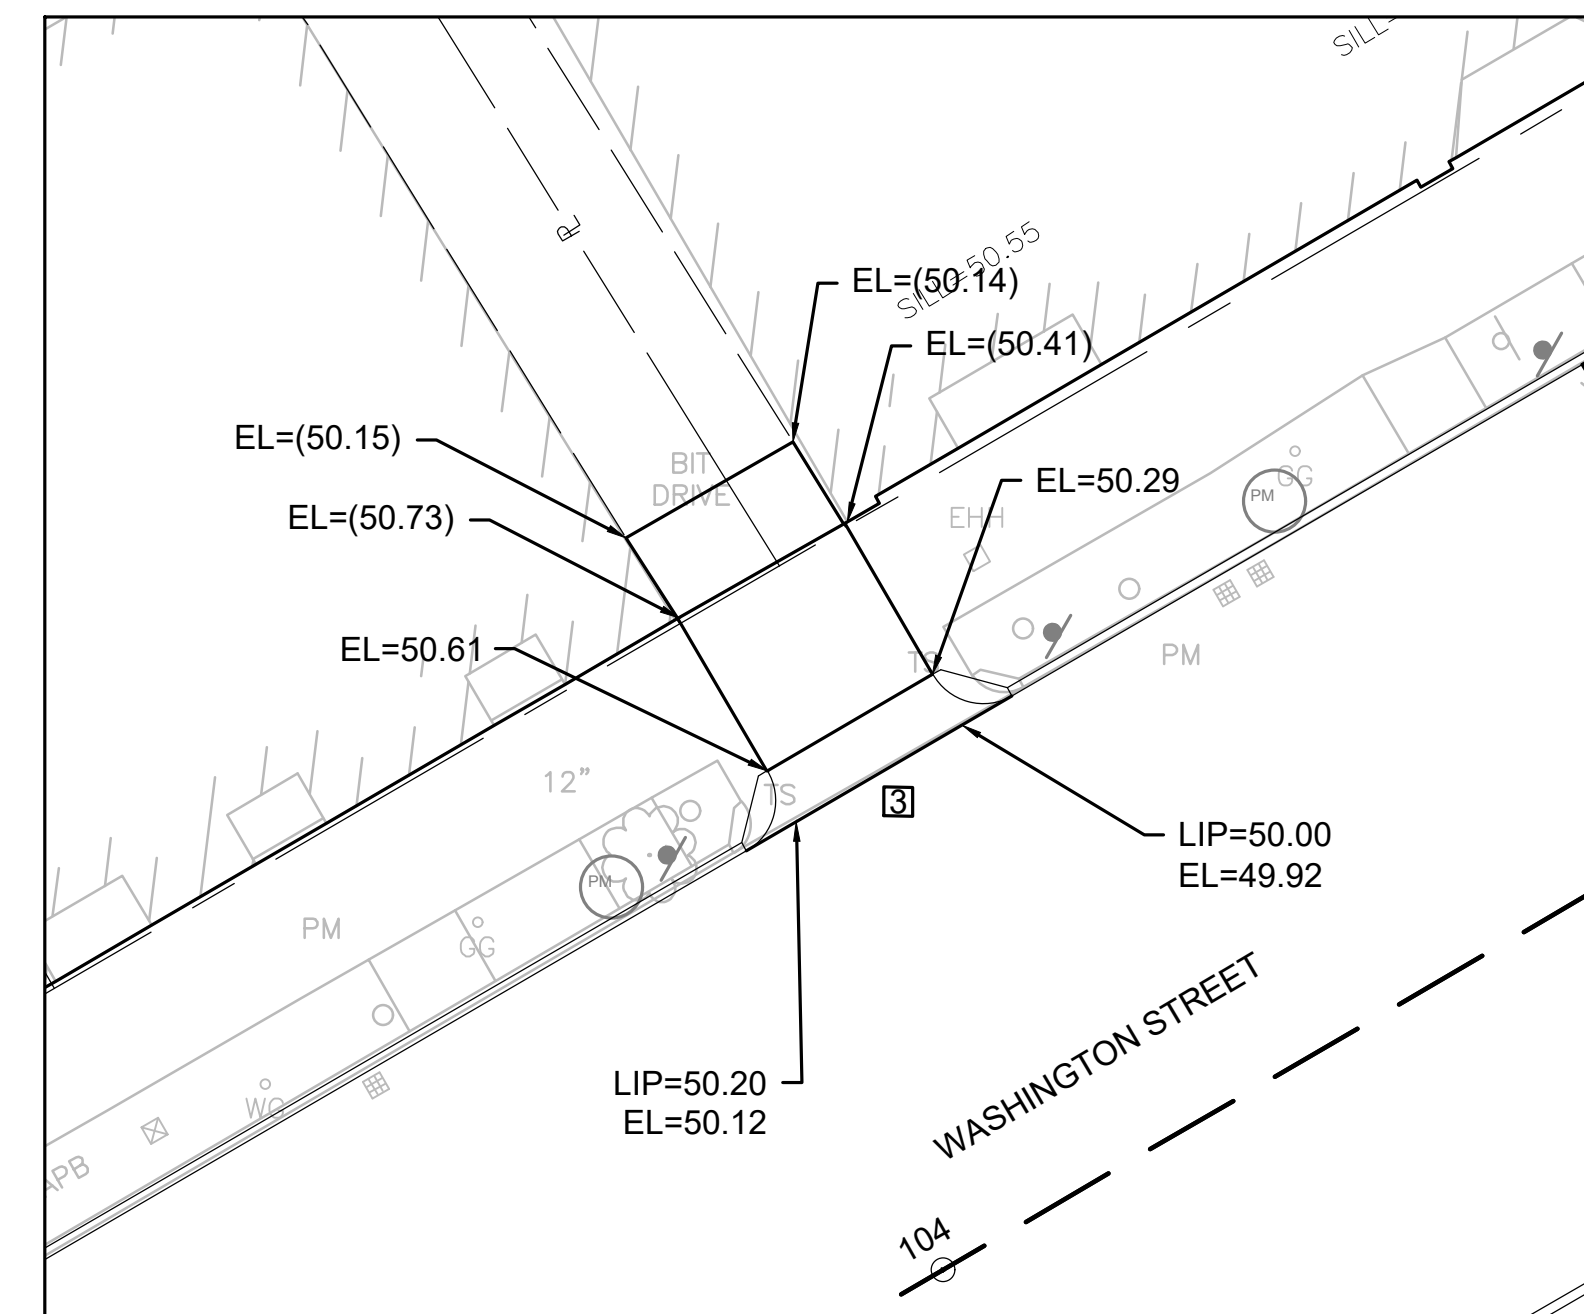 SILL=
SILL=50.55
EL=(50.14)
EL=(50.41)
EL=(50.15)
BIT
DRIVE
EL=50.29
GG
PM
EL=(50.73)
EHH
EL=50.61
TS
PM
12"
TS
3
LIP=50.00
EL=49.92
PM
PM
GG
LIP=50.20
EL=50.12
WG
APB
WASHINGTON STREET
104